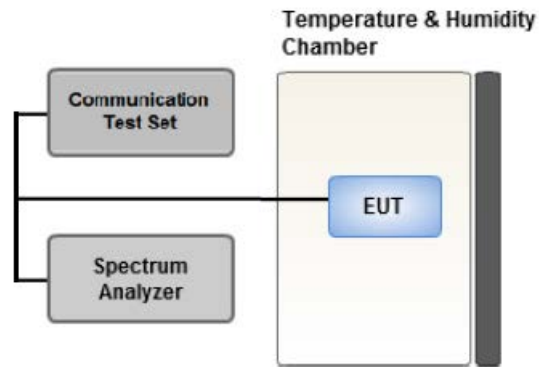 Temperature & Humidity
Chamber
Communication
Test Set
EUT
Spectrum
Analyzer